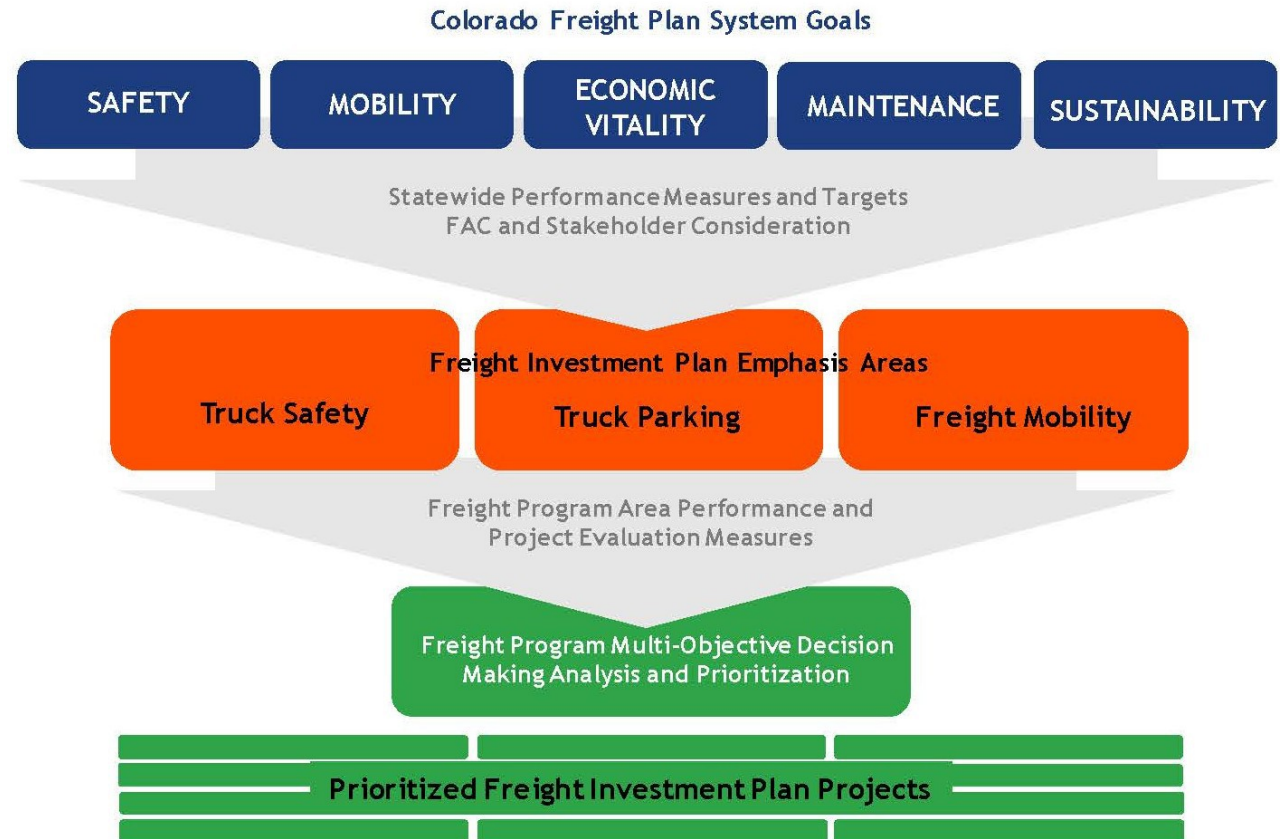 Colorado Freight Plan System Goals
SAFETY
MOBILITY
ECONOMIC
VITALITY
MAINTENANCE
SUSTAINABILITY
Statewide Performance Measures and Targets
FAC and Stakeholder Consideration
Freight Investment Plan Emphasis Areas
Truck Safety
Truck Parking
Freight Mobility
Freight Program Area Performance and
Project Evaluation Measures
Freight Program Multi-Objective Decision
Making Analysis and Prioritization
Prioritized Freight Investment Plan Projects